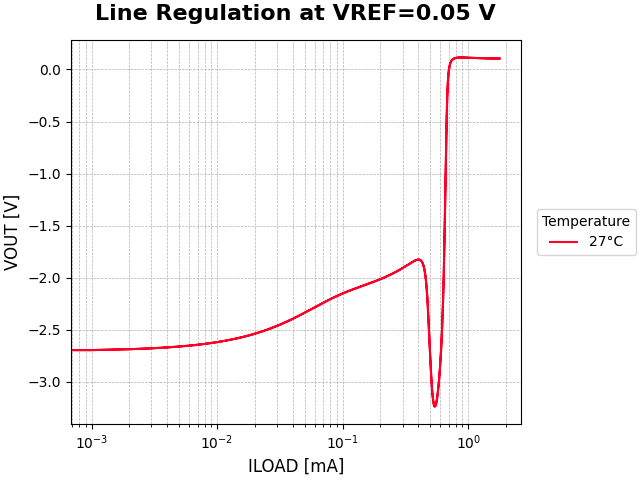 Line Regulation at VREF=0.05 V
VOUT [V]
0.0
−0.5
−1.0
−1.5
−2.0
−2.5
−3.0
10⁻³
10⁻²
10⁻¹
10⁰
ILOAD [mA]
Temperature
27°C